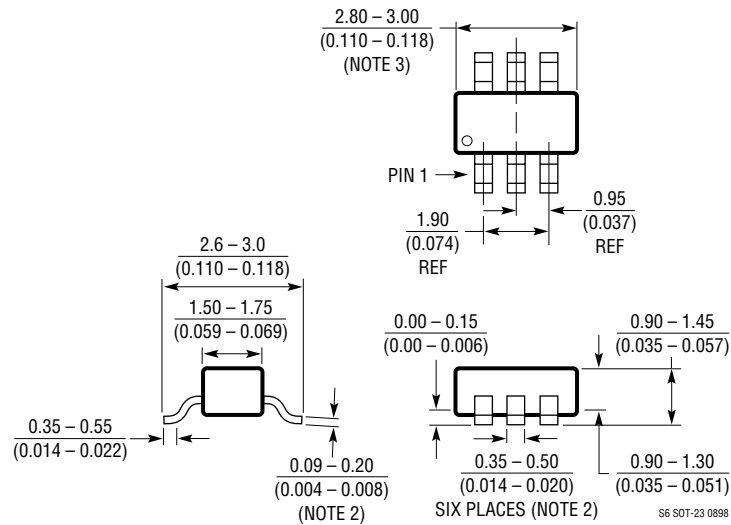 2.80 – 3.00
(0.110 – 0.118)
(NOTE 3)
PIN 1
0.95
(0.037)
REF
1.90
(0.074)
REF
2.6 – 3.0
(0.110 – 0.118)
1.50 – 1.75
(0.059 – 0.069)
0.35 – 0.55
(0.014 – 0.022)
0.09 – 0.20
(0.004 – 0.008)
(NOTE 2)
0.00 – 0.15
(0.00 – 0.006)
0.90 – 1.45
(0.035 – 0.057)
0.35 – 0.50
(0.014 – 0.020)
SIX PLACES (NOTE 2)
0.90 – 1.30
(0.035 – 0.051)
S6 SOT-23 0898